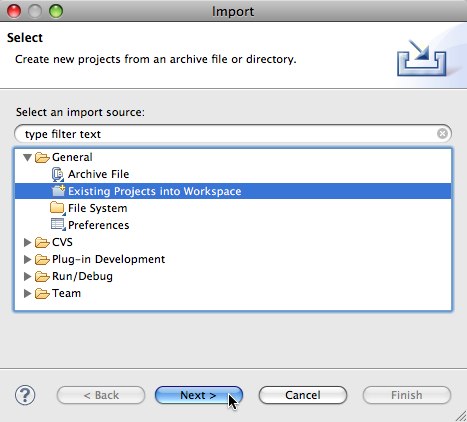 Import
Select
Create new projects from an archive file or directory.
Select an import source:
type filter text
General
Archive File
Existing Projects into Workspace
File System
Preferences
CVS
Plug-in Development
Run/Debug
Team
? < Back Next > Cancel Finish